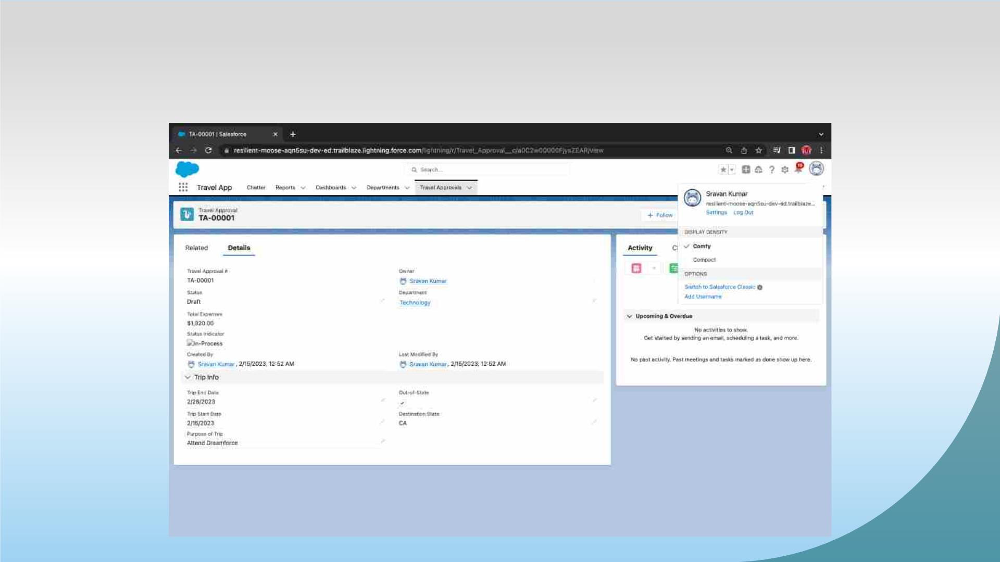 TA-00001 | Salesforce
resilient-moose-aqn5su-dev-ed.trailblaze.lightning.force.com/lightning/r/Travel_Approval__c/a0C2w00000FjysZEAR/view
Search...
Travel App
Chatter
Reports
Dashboards
Departments
Travel Approvals
Travel Approval
TA-00001
+ Follow
Sravan Kumar
resilient-moose-aqn5su-dev-ed.trailblaze...
Settings Log Out
DISPLAY DENSITY
Comfy
Compact
OPTIONS
Switch to Salesforce Classic
Add Username
Related
Details
Travel Approval #
TA-00001
Owner
Sravan Kumar
Status
Draft
Department
Technology
Total Expenses
$1,320.00
Status Indicator
In-Process
Created By
Sravan Kumar, 2/15/2023, 12:52 AM
Last Modified By
Sravan Kumar, 2/15/2023, 12:52 AM
Trip Info
Trip End Date
2/28/2023
Out-of-State
Trip Start Date
2/15/2023
Destination State
CA
Purpose of Trip
Attend Dreamforce
Activity
C
Upcoming & Overdue
No activities to show.
Get started by sending an email, scheduling a task, and more.
No past activity. Past meetings and tasks marked as done show up here.